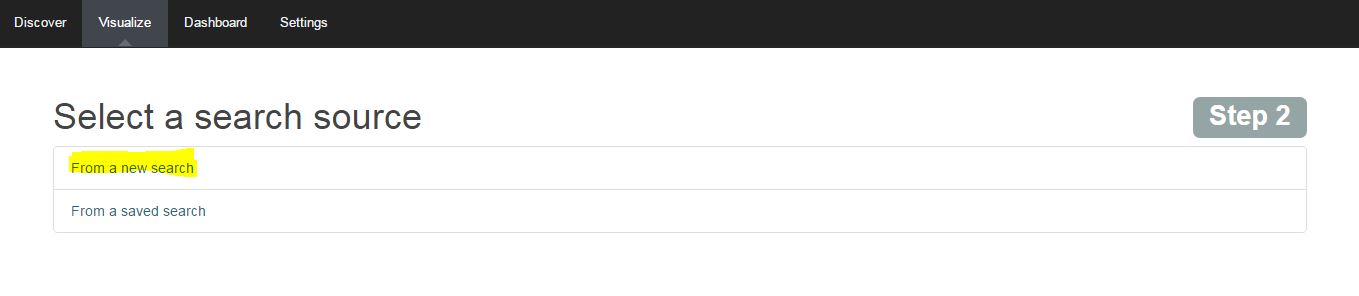 Discover Visualize Dashboard Settings
Select a search source Step 2
From a new search
From a saved search